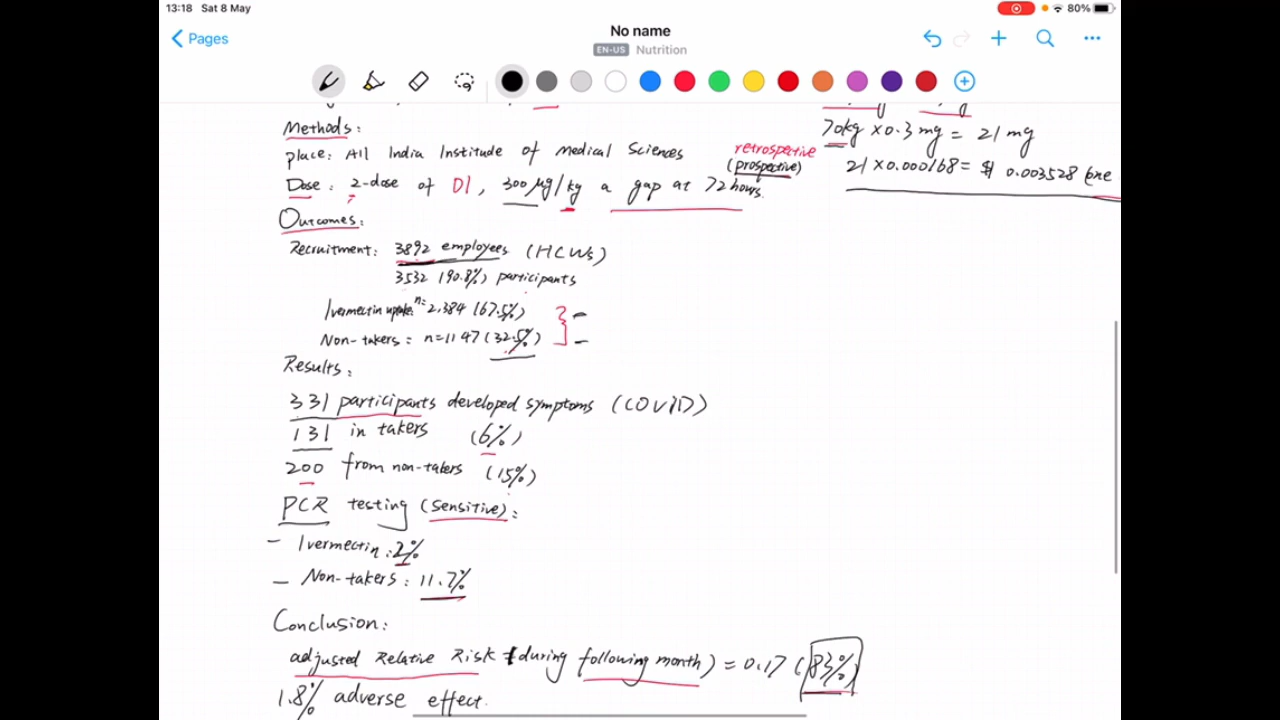 13:18 Sat 8 May
80%
Pages
No name
EN-US Nutrition
Methods:
70kg x 0.3 mg = 21 mg
place: All India Institute of Medical Sciences
retrospective
(prospective)
21 x 0.000168 = $ 0.003528 (one
Dose: 2-dose of DI, 300 μg/kg a gap at 72 hours.
Outcomes:
Recruitment: 3892 employees (HCWs)
3532 (90.8%) participants
Ivermectin uptake: n= 2,384 (67.5%)
Non-takers: n=1147 (32.5%)
Results:
331 participants developed symptoms (COVID)
131 in takers (6%)
200 from non-takers (15%)
PCR testing (sensitive):
- Ivermectin: 2%
- Non-takers: 11.7%
Conclusion:
adjusted Relative Risk (during following month) = 0.17 (83%)
1.8% adverse effect.